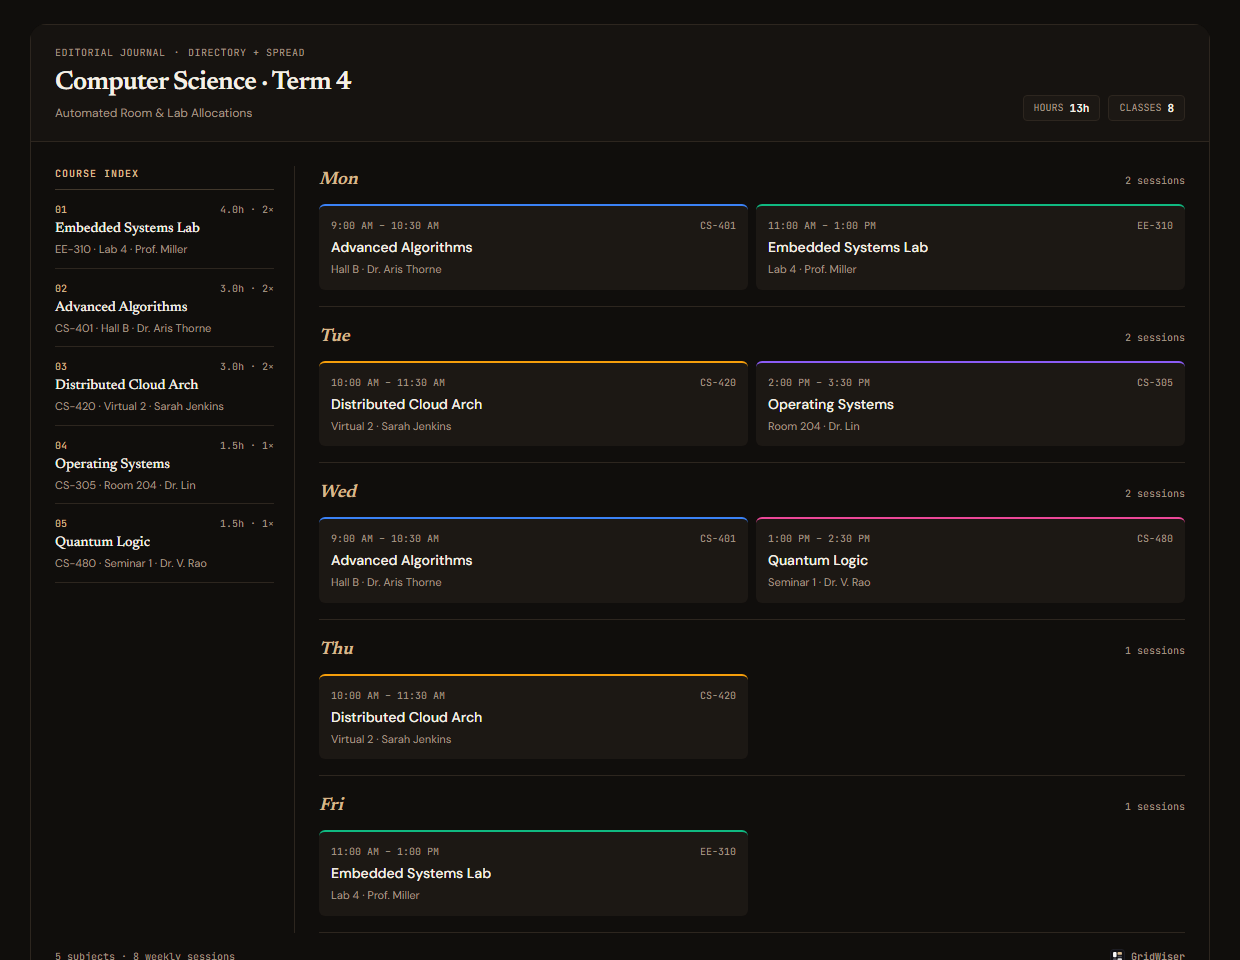 EDITORIAL JOURNAL · DIRECTORY + SPREAD
Computer Science · Term 4
Automated Room & Lab Allocations
HOURS 13h
CLASSES 8
COURSE INDEX
01 4.0h · 2×
Embedded Systems Lab
EE-310 · Lab 4 · Prof. Miller
02 3.0h · 2×
Advanced Algorithms
CS-401 · Hall B · Dr. Aris Thorne
03 3.0h · 2×
Distributed Cloud Arch
CS-420 · Virtual 2 · Sarah Jenkins
04 1.5h · 1×
Operating Systems
CS-305 · Room 204 · Dr. Lin
05 1.5h · 1×
Quantum Logic
CS-480 · Seminar 1 · Dr. V. Rao
Mon 2 sessions
9:00 AM – 10:30 AM CS-401
Advanced Algorithms
Hall B · Dr. Aris Thorne
11:00 AM – 1:00 PM EE-310
Embedded Systems Lab
Lab 4 · Prof. Miller
Tue 2 sessions
10:00 AM – 11:30 AM CS-420
Distributed Cloud Arch
Virtual 2 · Sarah Jenkins
2:00 PM – 3:30 PM CS-305
Operating Systems
Room 204 · Dr. Lin
Wed 2 sessions
9:00 AM – 10:30 AM CS-401
Advanced Algorithms
Hall B · Dr. Aris Thorne
1:00 PM – 2:30 PM CS-480
Quantum Logic
Seminar 1 · Dr. V. Rao
Thu 1 sessions
10:00 AM – 11:30 AM CS-420
Distributed Cloud Arch
Virtual 2 · Sarah Jenkins
Fri 1 sessions
11:00 AM – 1:00 PM EE-310
Embedded Systems Lab
Lab 4 · Prof. Miller
5 subjects · 8 weekly sessions
GridWiser